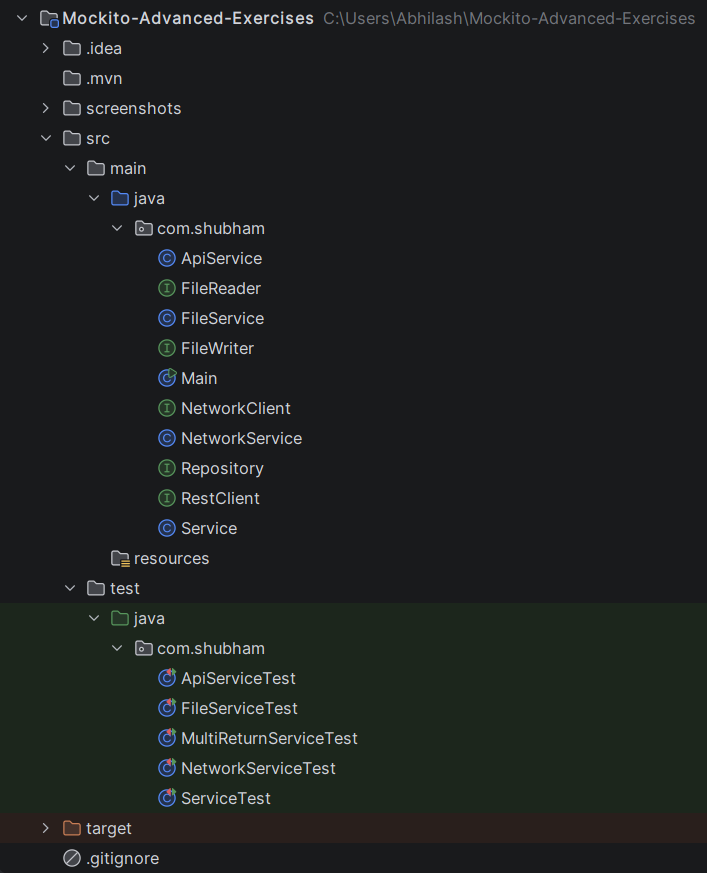 Mockito-Advanced-Exercises C:\Users\Abhilash\Mockito-Advanced-Exercises
.idea
.mvn
screenshots
src
main
java
com.shubham
ApiService
FileReader
FileService
FileWriter
Main
NetworkClient
NetworkService
Repository
RestClient
Service
resources
test
java
com.shubham
ApiServiceTest
FileServiceTest
MultiReturnServiceTest
NetworkServiceTest
ServiceTest
target
.gitignore